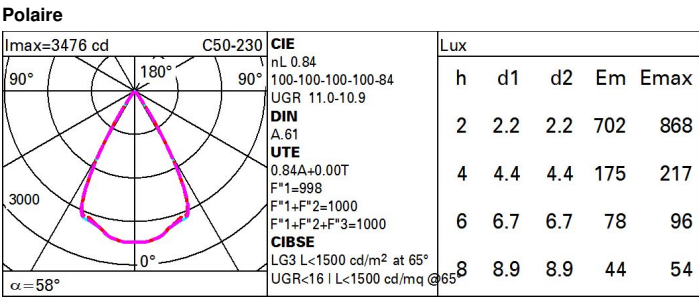 Polaire
Imax=3476 cd C50-230
90° 180° 90°
3000
0°
α=58°
CIE
nL 0.84
100-100-100-100-84
UGR 11.0-10.9
DIN
A.61
UTE
0.84A+0.00T
F"1=998
F"1+F"2=1000
F"1+F"2+F"3=1000
CIBSE
LG3 L<1500 cd/m² at 65°
UGR<16 | L<1500 cd/mq @65°
Lux
h d1 d2 Em Emax
2 2.2 2.2 702 868
4 4.4 4.4 175 217
6 6.7 6.7 78 96
8 8.9 8.9 44 54